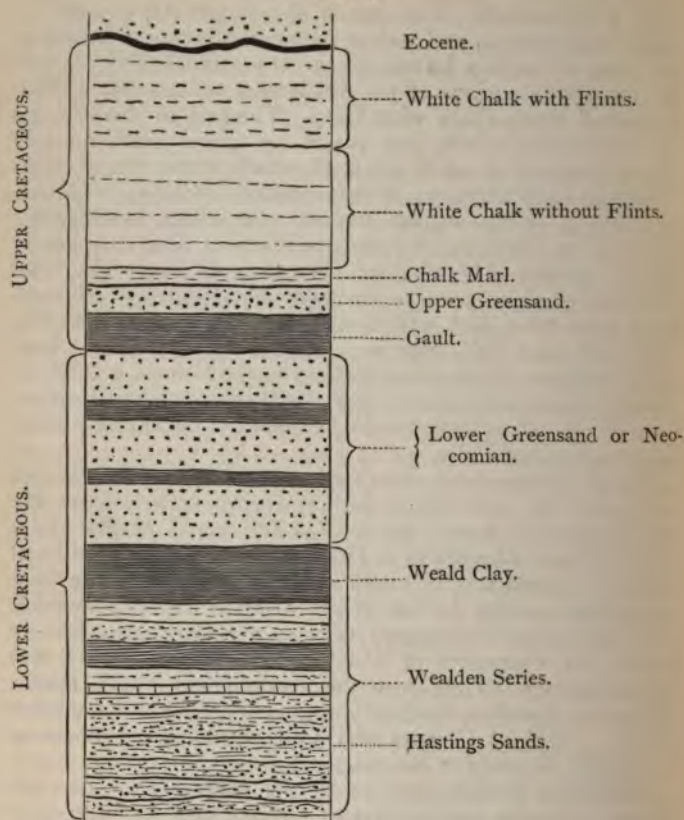 Eocene.
White Chalk with Flints.
White Chalk without Flints.
Chalk Marl.
Upper Greensand.
Gault.
Lower Greensand or Neo-
comian.
Weald Clay.
Wealden Series.
Hastings Sands.
UPPER CRETACEOUS.
LOWER CRETACEOUS.